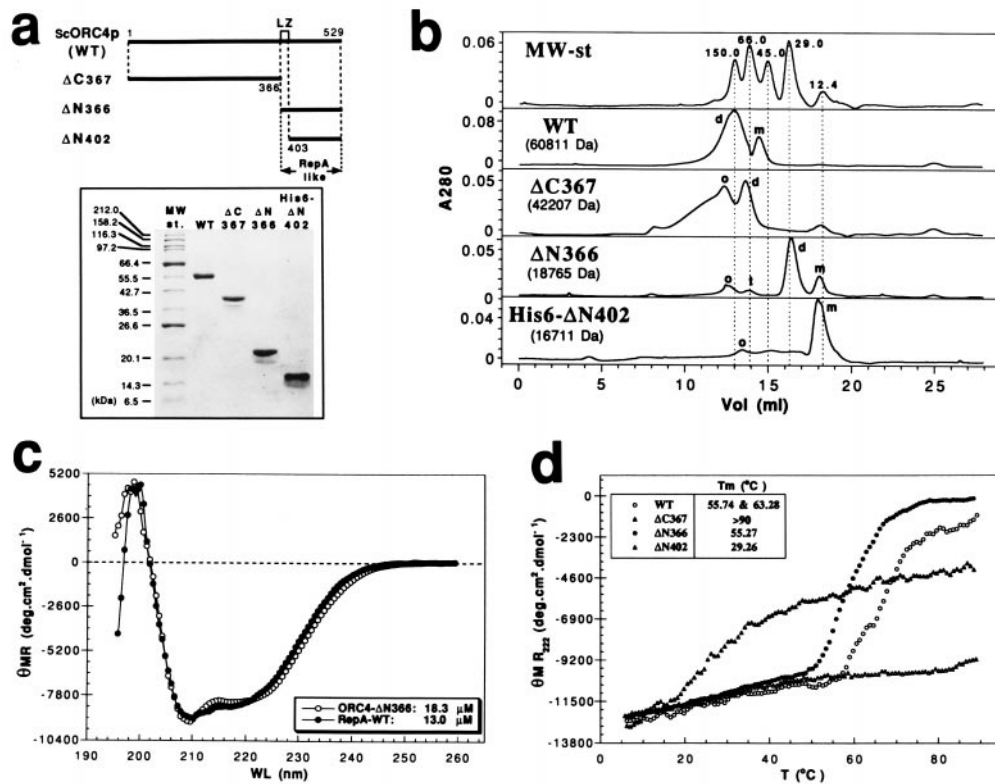 a
LZ
ScORC4p
(WT)
1
529
ΔC367
366
ΔN366
ΔN402
403
RepA
like
212.0
158.2
116.3
97.2
66.4
55.5
42.7
36.5
26.6
20.1
14.3
(kDa) 6.5
MW
st.
WT
ΔC
367
ΔN
366
His6-
ΔN
402
b
A280
0.06
0
MW-st
150.0
66.0
45.0
29.0
12.4
0.08
0
WT
(60811 Da)
d
m
0.05
0
ΔC367
(42207 Da)
o
d
0.05
0
ΔN366
(18765 Da)
o
t
d
m
0.04
0
His6-ΔN402
(16711 Da)
o
m
0 5 10 15 20 25
Vol (ml)
c
θMR (deg.cm².dmol⁻¹)
5200
2600
0
-2600
-5200
-7800
-10400
ORC4-ΔN366: 18.3 μM
RepA-WT: 13.0 μM
190 200 210 220 230 240 250 260
WL (nm)
d
θM R₂₂₂ (deg.cm².dmol⁻¹)
Tm (°C)
WT 55.74 & 63.28
ΔC367 >90
ΔN366 55.27
ΔN402 29.26
0
-2300
-4600
-6900
-9200
-11500
-13800
0 20 40 60 80
T (°C)